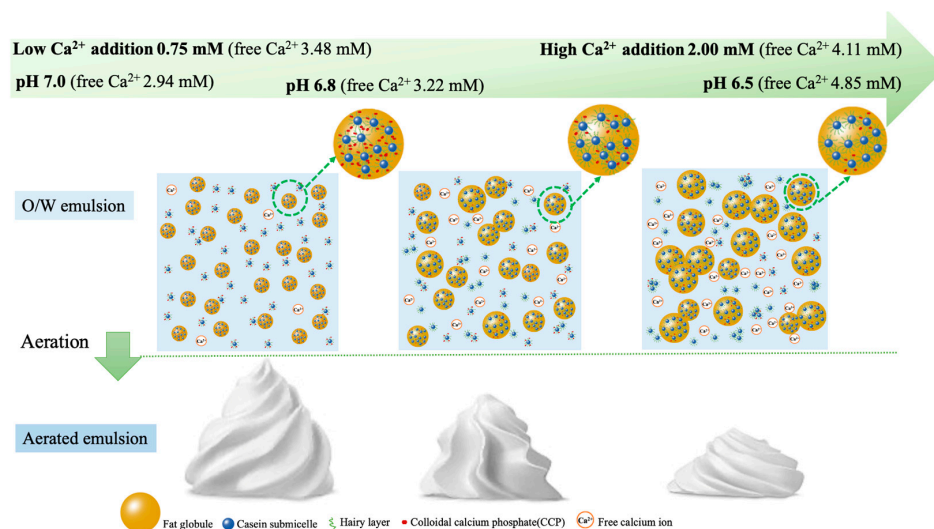 Low Ca²⁺ addition 0.75 mM (free Ca²⁺ 3.48 mM)
High Ca²⁺ addition 2.00 mM (free Ca²⁺ 4.11 mM)
pH 7.0 (free Ca²⁺ 2.94 mM)
pH 6.8 (free Ca²⁺ 3.22 mM)
pH 6.5 (free Ca²⁺ 4.85 mM)
O/W emulsion
Aeration
Aerated emulsion
Fat globule
Casein submicelle
Hairy layer
Colloidal calcium phosphate(CCP)
Ca²⁺ Free calcium ion